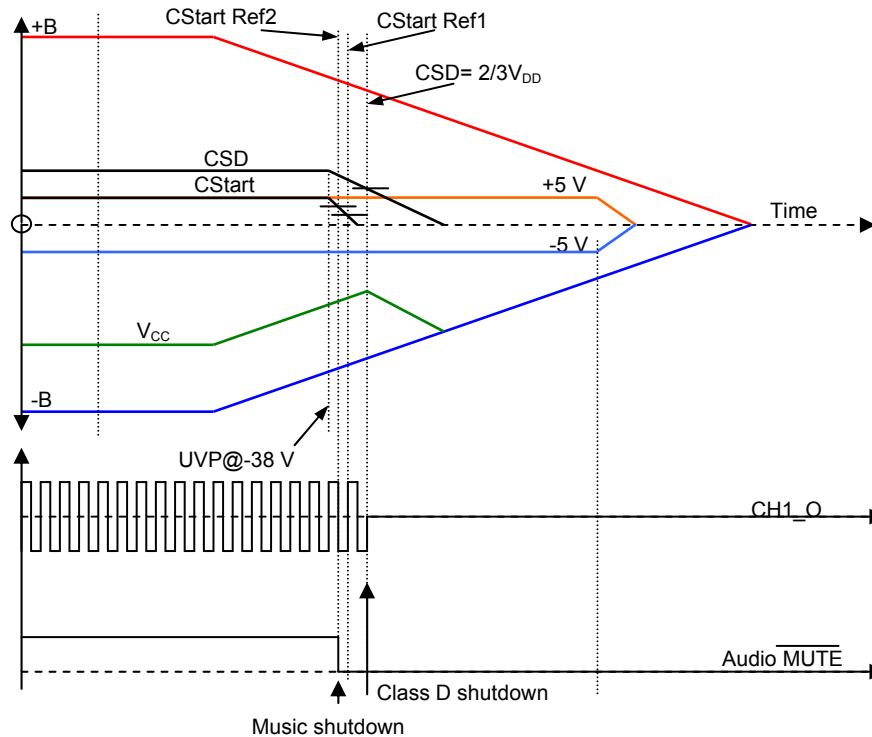 CStart Ref2
CStart Ref1
+B
CSD= 2/3VDD
CSD
CStart
+5 V
Time
-5 V
VCC
-B
UVP@-38 V
CH1_O
Audio MUTE
Class D shutdown
Music shutdown